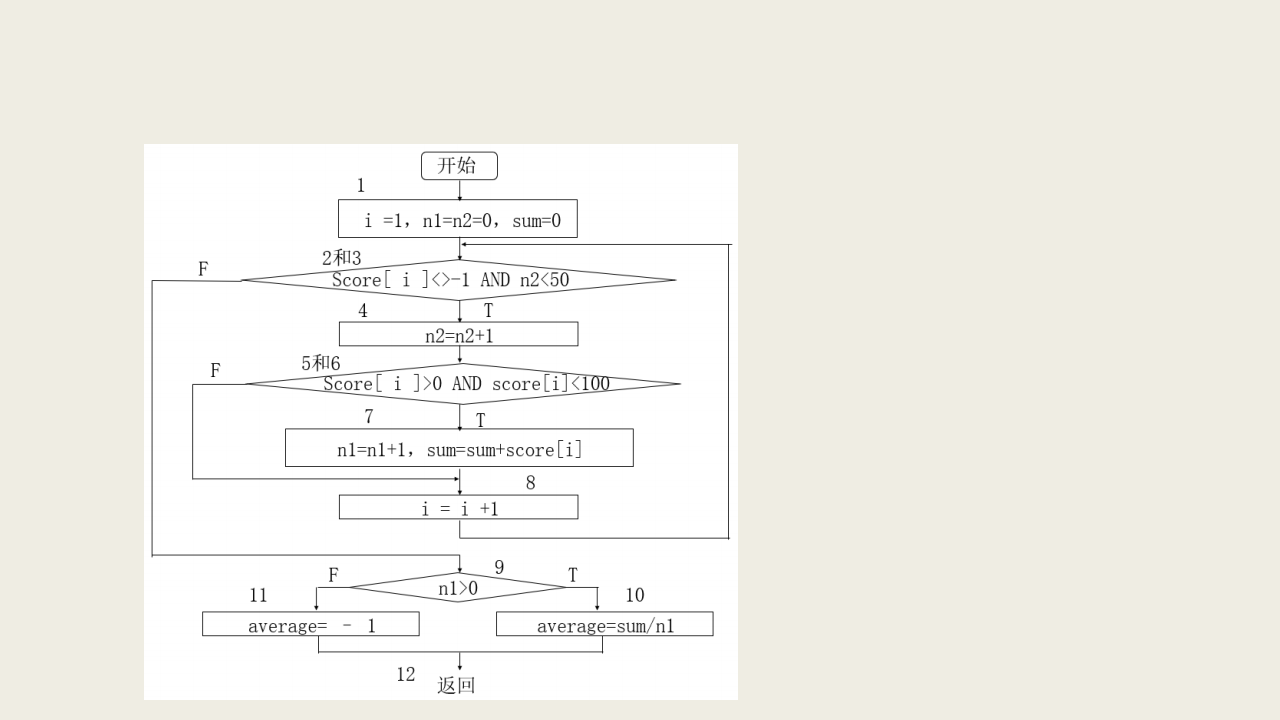 开始
1
i =1, n1=n2=0, sum=0
2和3
F
Score[ i ]<>-1 AND n2<50
4
T
n2=n2+1
5和6
F
Score[ i ]>0 AND score[i]<100
7
T
n1=n1+1, sum=sum+score[i]
8
i = i +1
9
F
T
n1>0
11
10
average= - 1
average=sum/n1
12
返回